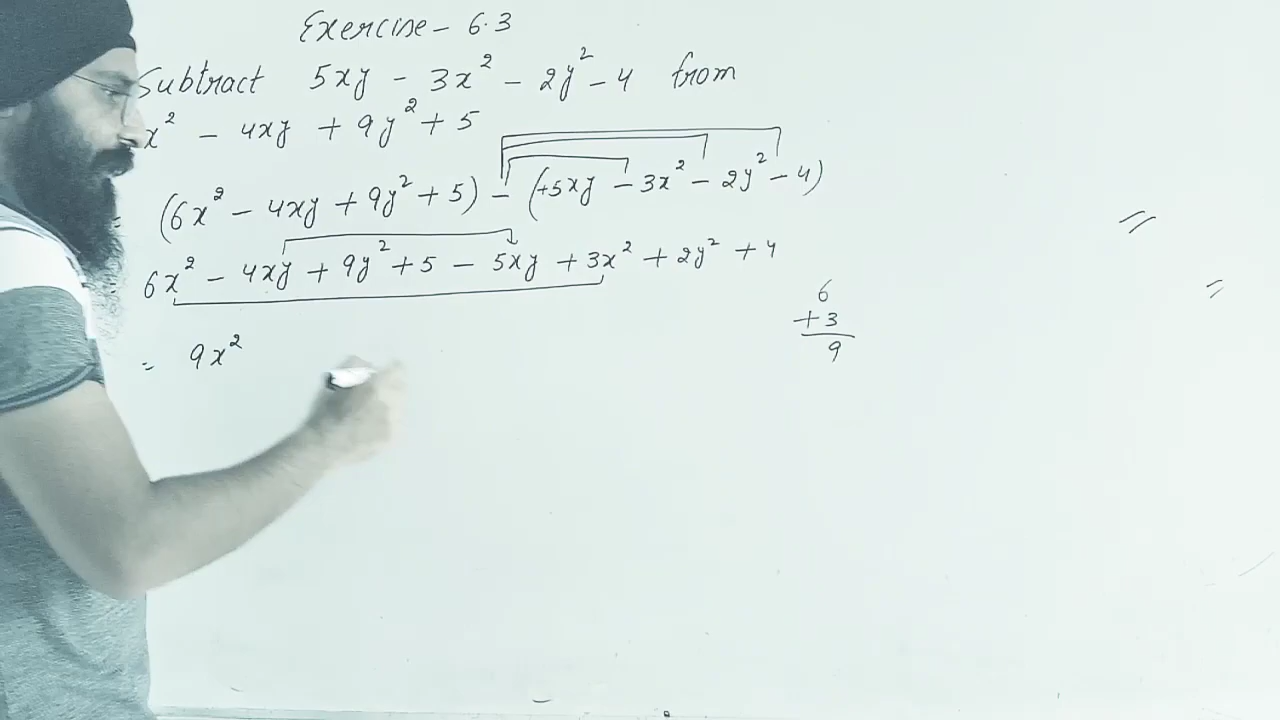 Exercise - 6.3
Subtract 5xy - 3x² - 2y² - 4 from
x² - 4xy + 9y² + 5
= (6x² - 4xy + 9y² + 5) - (+5xy - 3x² - 2y² - 4)
= 6x² - 4xy + 9y² + 5 - 5xy + 3x² + 2y² + 4
= 9x²
6
+ 3
9
=
=